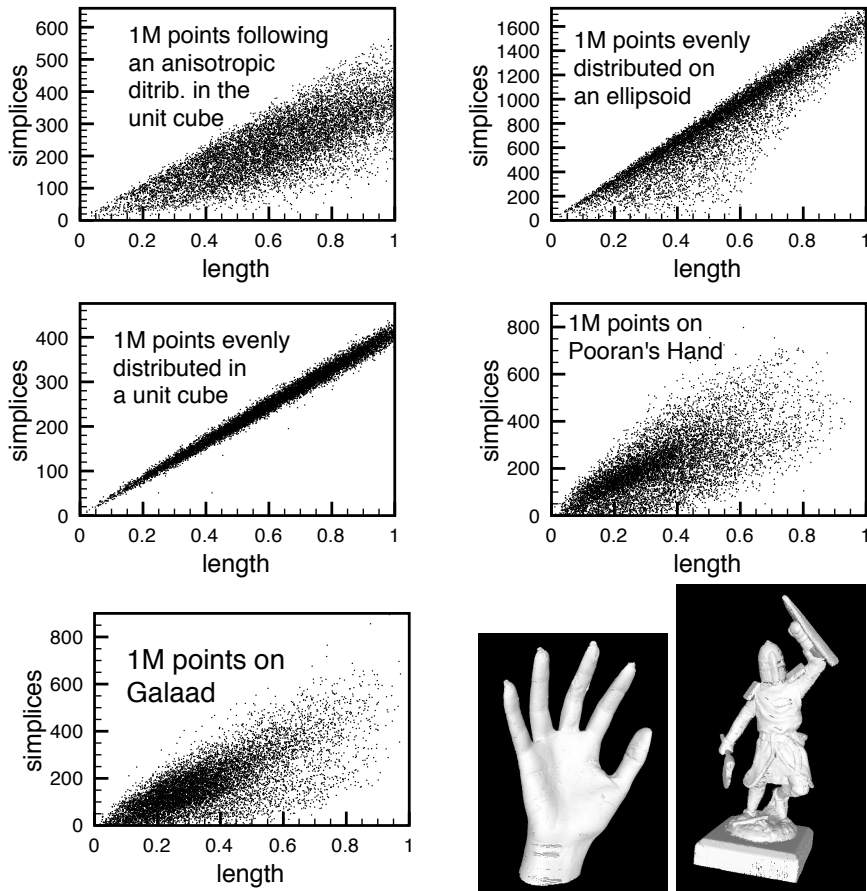 600
500
400
300
200
100
0
simplices
1M points following
an anisotropic
ditrib. in the
unit cube
0 0.2 0.4 0.6 0.8 1
length
1600
1400
1200
1000
800
600
400
200
0
simplices
1M points evenly
distributed on
an ellipsoid
0 0.2 0.4 0.6 0.8 1
length
400
300
200
100
0
simplices
1M points evenly
distributed in
a unit cube
0 0.2 0.4 0.6 0.8 1
length
800
600
400
200
0
simplices
1M points on
Pooran's Hand
0 0.2 0.4 0.6 0.8 1
length
800
600
400
200
0
simplices
1M points on
Galaad
0 0.2 0.4 0.6 0.8 1
length